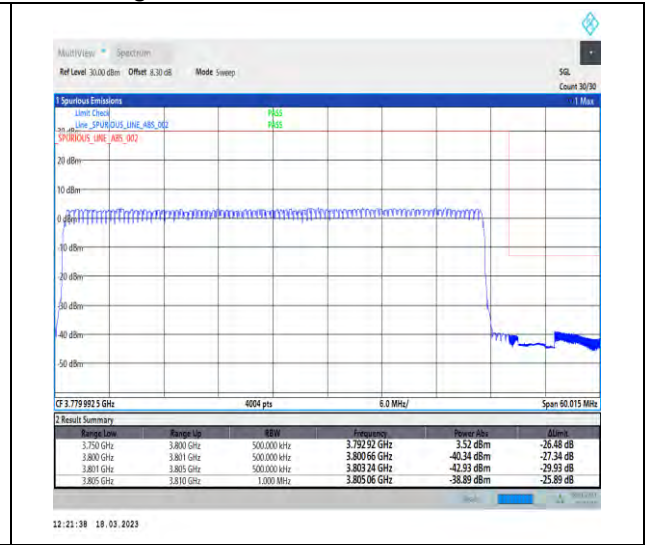 MultiView Spectrum
Ref Level 30.00 dBm Offset 8.30 dB Mode Sweep SGL
Count 30/30
1 Spurious Emissions 1 Max
Limit Check PASS
Line _SPURIOUS_LINE_ABS_002 PASS
SPURIOUS_LINE_ABS_002
20 dBm
10 dBm
0 dBm
-10 dBm
-20 dBm
-30 dBm
-40 dBm
-50 dBm
CF 3.779 992 5 GHz 4004 pts 6.0 MHz/ Span 60.015 MHz
2 Result Summary
Range Low Range Up RBW Frequency Power Abs ΔLimit
3.750 GHz 3.800 GHz 500.000 kHz 3.792 92 GHz 3.52 dBm -26.48 dB
3.800 GHz 3.801 GHz 500.000 kHz 3.800 66 GHz -40.34 dBm -27.34 dB
3.801 GHz 3.805 GHz 500.000 kHz 3.803 24 GHz -42.93 dBm -29.93 dB
3.805 GHz 3.810 GHz 1.000 MHz 3.805 06 GHz -38.89 dBm -25.89 dB
12:21:38 18.03.2023